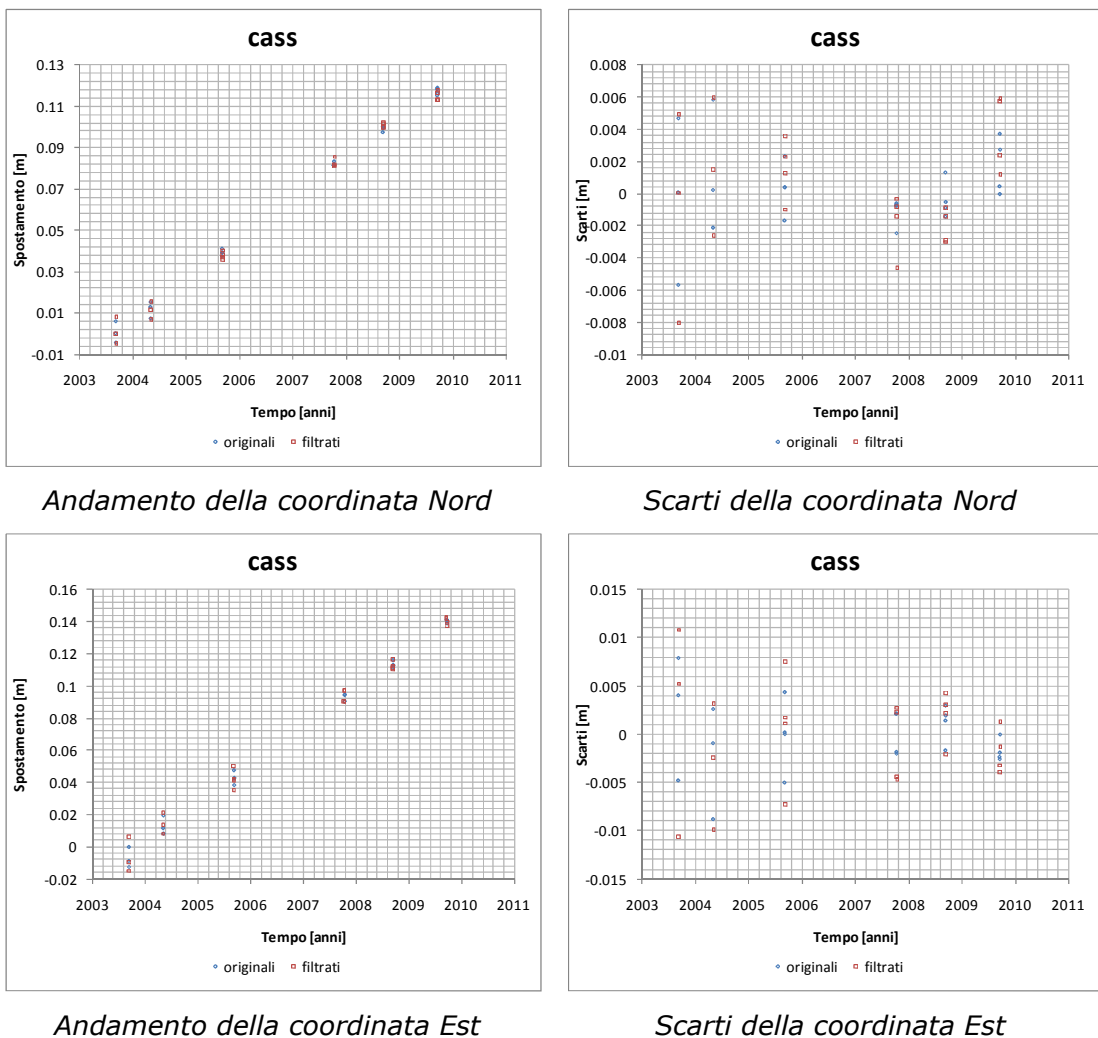 cass
0.13
0.11
0.09
0.07
0.05
0.03
0.01
-0.01
Spostamento [m]
2003 2004 2005 2006 2007 2008 2009 2010 2011
Tempo [anni]
originali filtrati
cass
0.008
0.006
0.004
0.002
0
-0.002
-0.004
-0.006
-0.008
-0.01
Scarti [m]
2003 2004 2005 2006 2007 2008 2009 2010 2011
Tempo [anni]
originali filtrati
Andamento della coordinata Nord
Scarti della coordinata Nord
cass
0.16
0.14
0.12
0.1
0.08
0.06
0.04
0.02
0
-0.02
Spostamento [m]
2003 2004 2005 2006 2007 2008 2009 2010 2011
Tempo [anni]
originali filtrati
cass
0.015
0.01
0.005
0
-0.005
-0.01
-0.015
Scarti [m]
2003 2004 2005 2006 2007 2008 2009 2010 2011
Tempo [anni]
originali filtrati
Andamento della coordinata Est
Scarti della coordinata Est